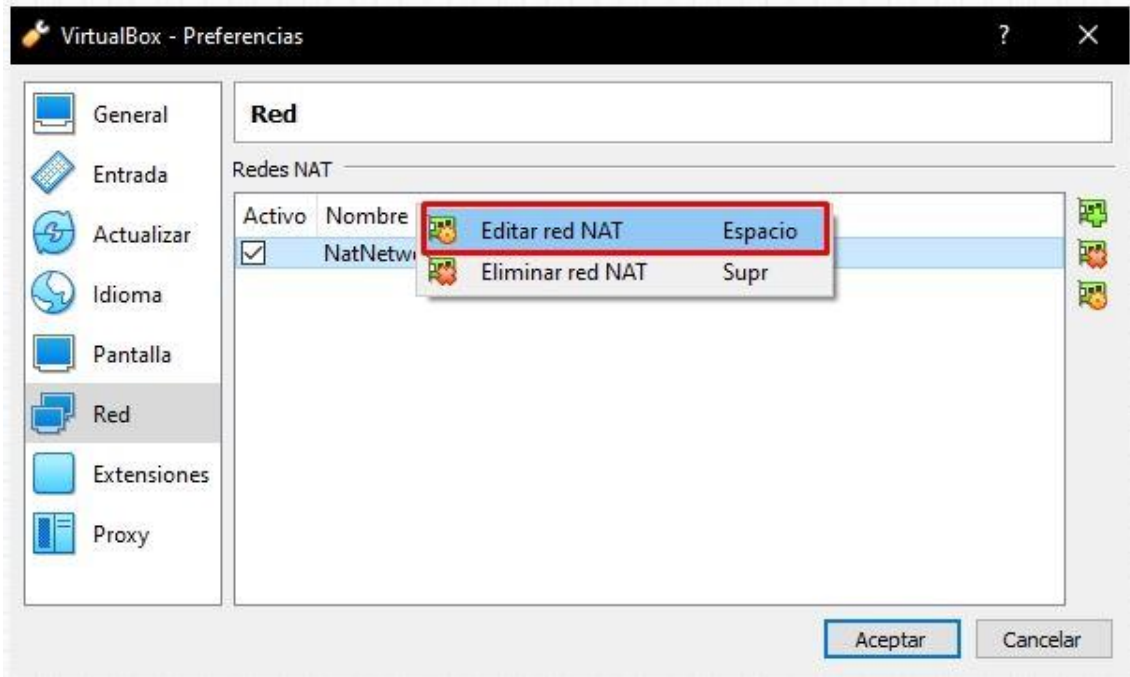 VirtualBox - Preferencias ?
General
Entrada
Actualizar
Idioma
Pantalla
Red
Extensiones
Proxy
Red
Redes NAT
Activo Nombre
NatNetw
Editar red NAT Espacio
Eliminar red NAT Supr
Aceptar Cancelar